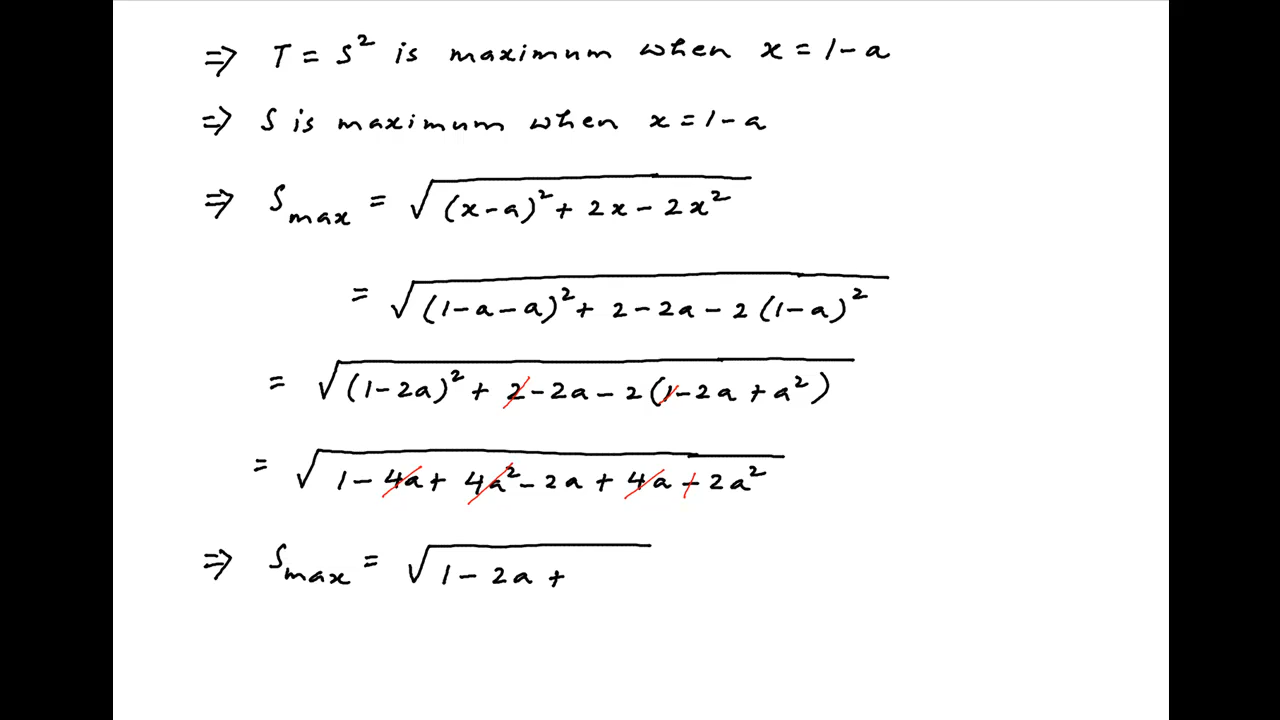 ⇒ T = S² is maximum when x = 1 - a
⇒ S is maximum when x = 1 - a
⇒ S_max = √((x-a)² + 2x - 2x²)
= √((1-a-a)² + 2 - 2a - 2(1-a)²)
= √((1-2a)² + 2 - 2a - 2(1-2a+a²))
= √(1 - 4a + 4a² - 2a + 4a - 2a²)
⇒ S_max = √(1 - 2a +